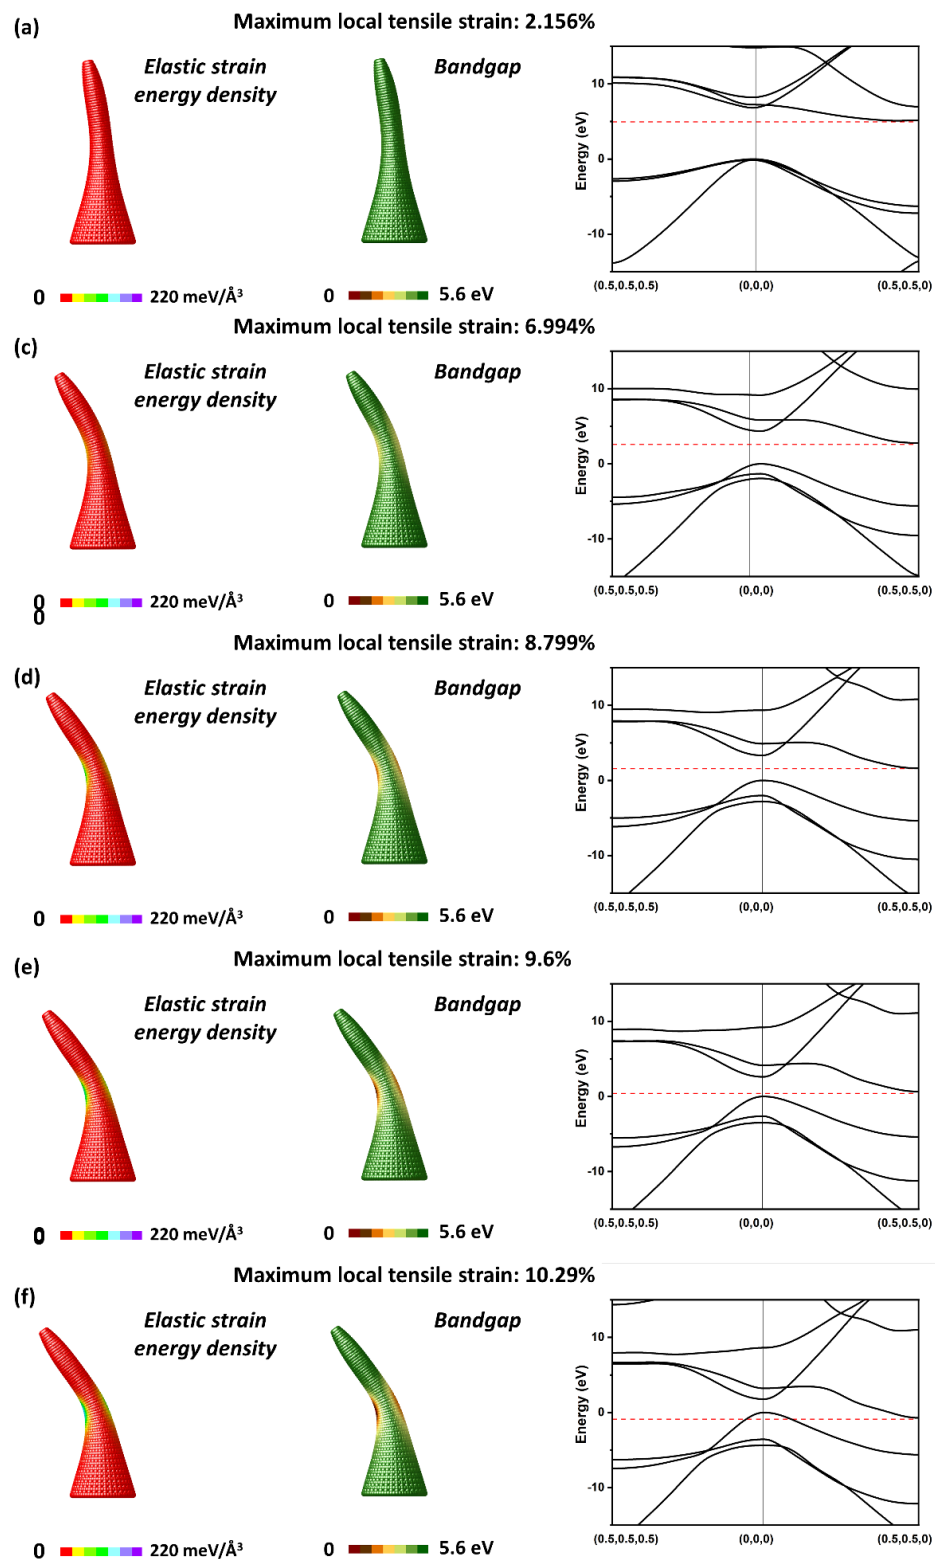 (a)
Maximum local tensile strain: 2.156%
Elastic strain
energy density
Bandgap
Energy (eV)
10
0
-10
(0.5,0.5,0.5)
(0,0,0)
(0.5,0.5,0)
0
220 meV/Å³
0
5.6 eV
Maximum local tensile strain: 6.994%
(c)
Elastic strain
energy density
Bandgap
Energy (eV)
10
0
-10
(0.5,0.5,0.5)
(0,0,0)
(0.5,0.5,0)
0
220 meV/Å³
0
5.6 eV
0
Maximum local tensile strain: 8.799%
(d)
Elastic strain
energy density
Bandgap
Energy (eV)
10
0
-10
(0.5,0.5,0.5)
(0,0,0)
(0.5,0.5,0)
0
220 meV/Å³
0
5.6 eV
Maximum local tensile strain: 9.6%
(e)
Elastic strain
energy density
Bandgap
Energy (eV)
10
0
-10
(0.5,0.5,0.5)
(0,0,0)
(0.5,0.5,0)
0
220 meV/Å³
0
5.6 eV
Maximum local tensile strain: 10.29%
(f)
Elastic strain
energy density
Bandgap
Energy (eV)
10
0
-10
(0.5,0.5,0.5)
(0,0,0)
(0.5,0.5,0)
0
220 meV/Å³
0
5.6 eV